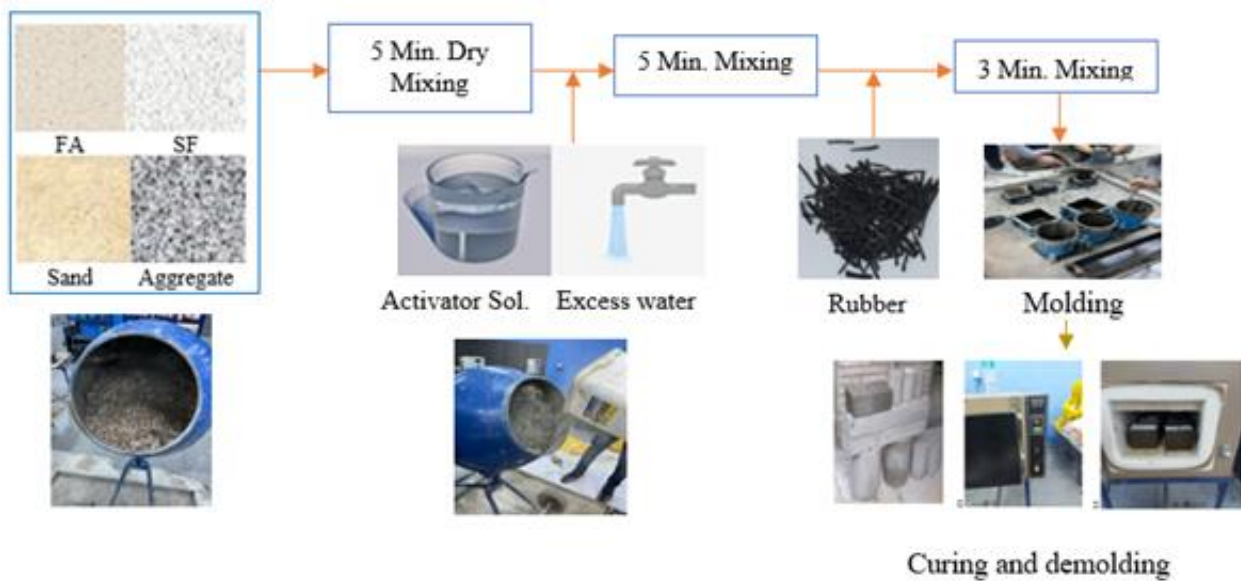 5 Min. Dry
Mixing
5 Min. Mixing
3 Min. Mixing
FA
SF
Sand
Aggregate
Activator Sol.
Excess water
Rubber
Molding
Curing and demolding